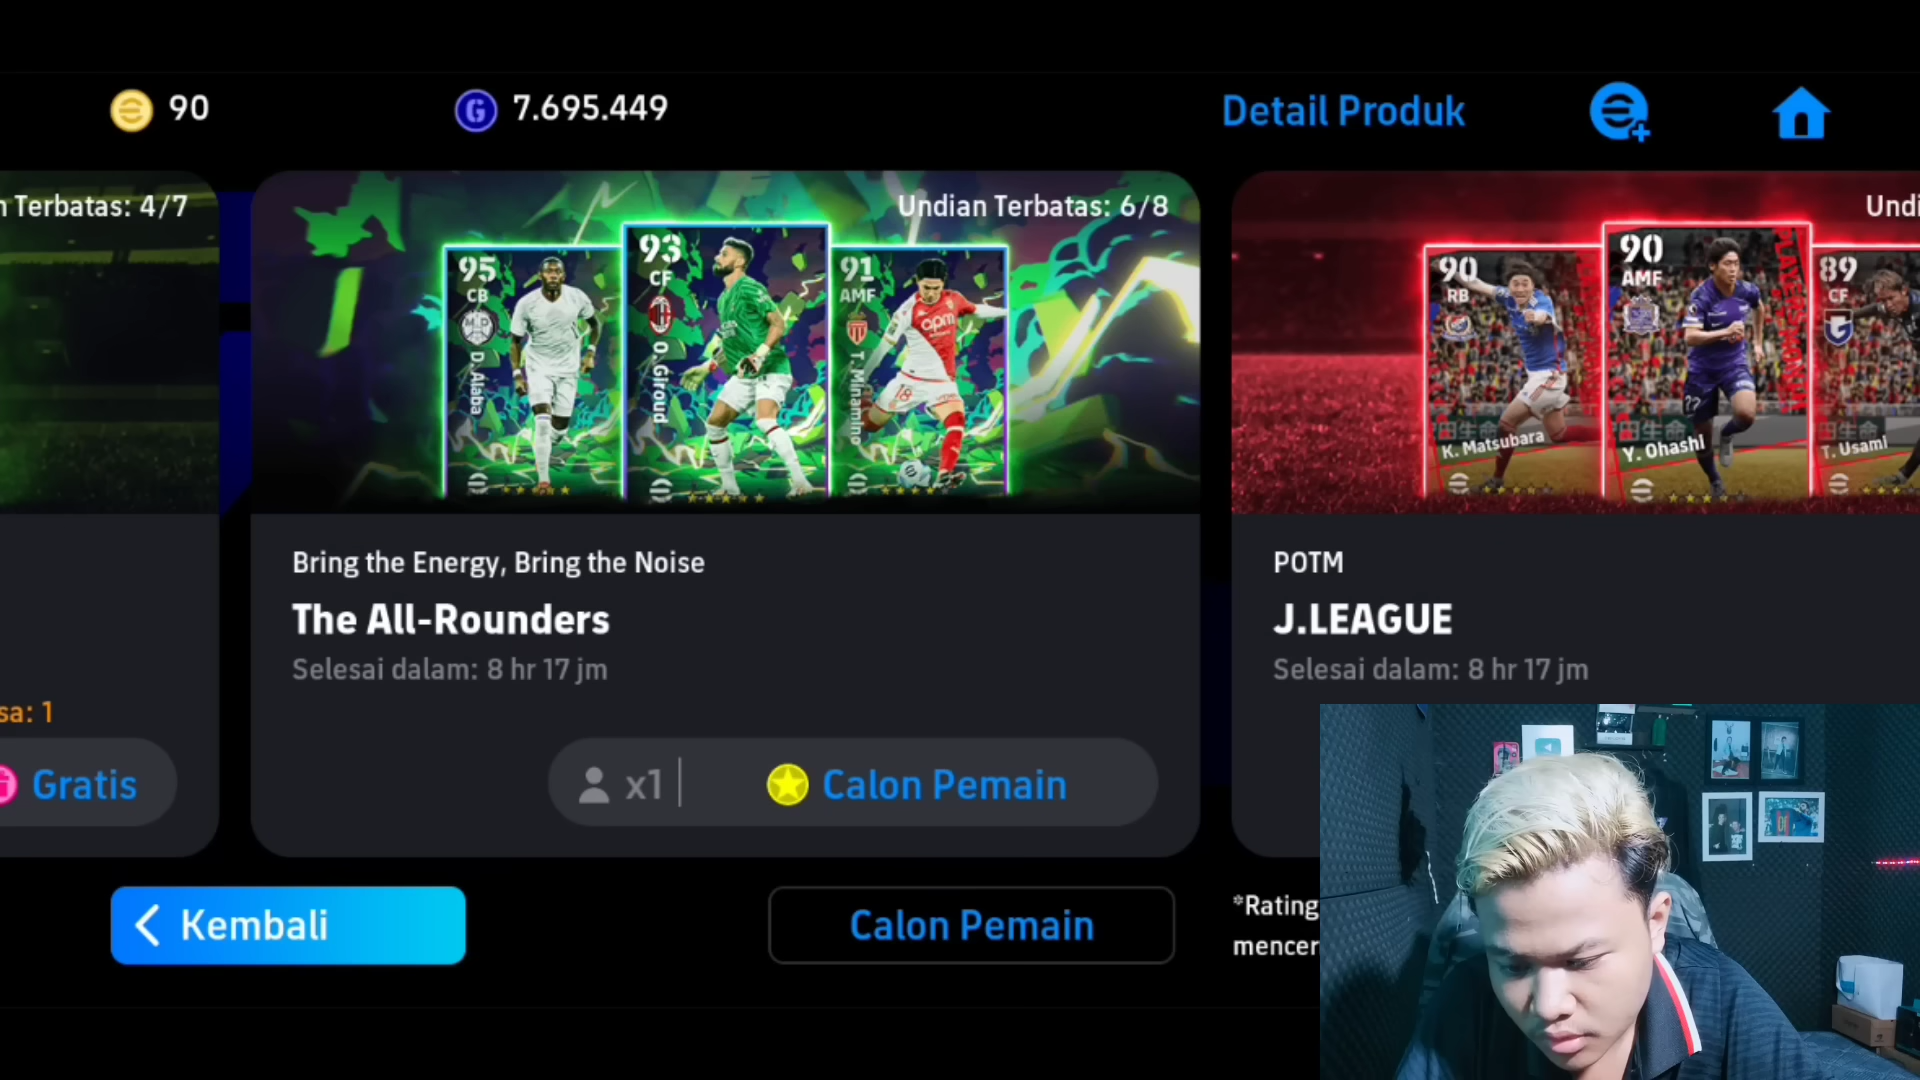 90
7.695.449
Detail Produk
n Terbatas: 4/7
Undian Terbatas: 6/8
Undi
95
CB
D. Alaba
93
CF
O. Giroud
91
AMF
T. Minamino
apm
18
90
RB
K. Matsubara
90
AMF
Y. Ohashi
89
CF
T. Usami
Bring the Energy, Bring the Noise
The All-Rounders
Selesai dalam: 8 hr 17 jm
POTM
J.LEAGUE
Selesai dalam: 8 hr 17 jm
sa: 1
Gratis
x1
Calon Pemain
Kembali
Calon Pemain
*Rating
mencer